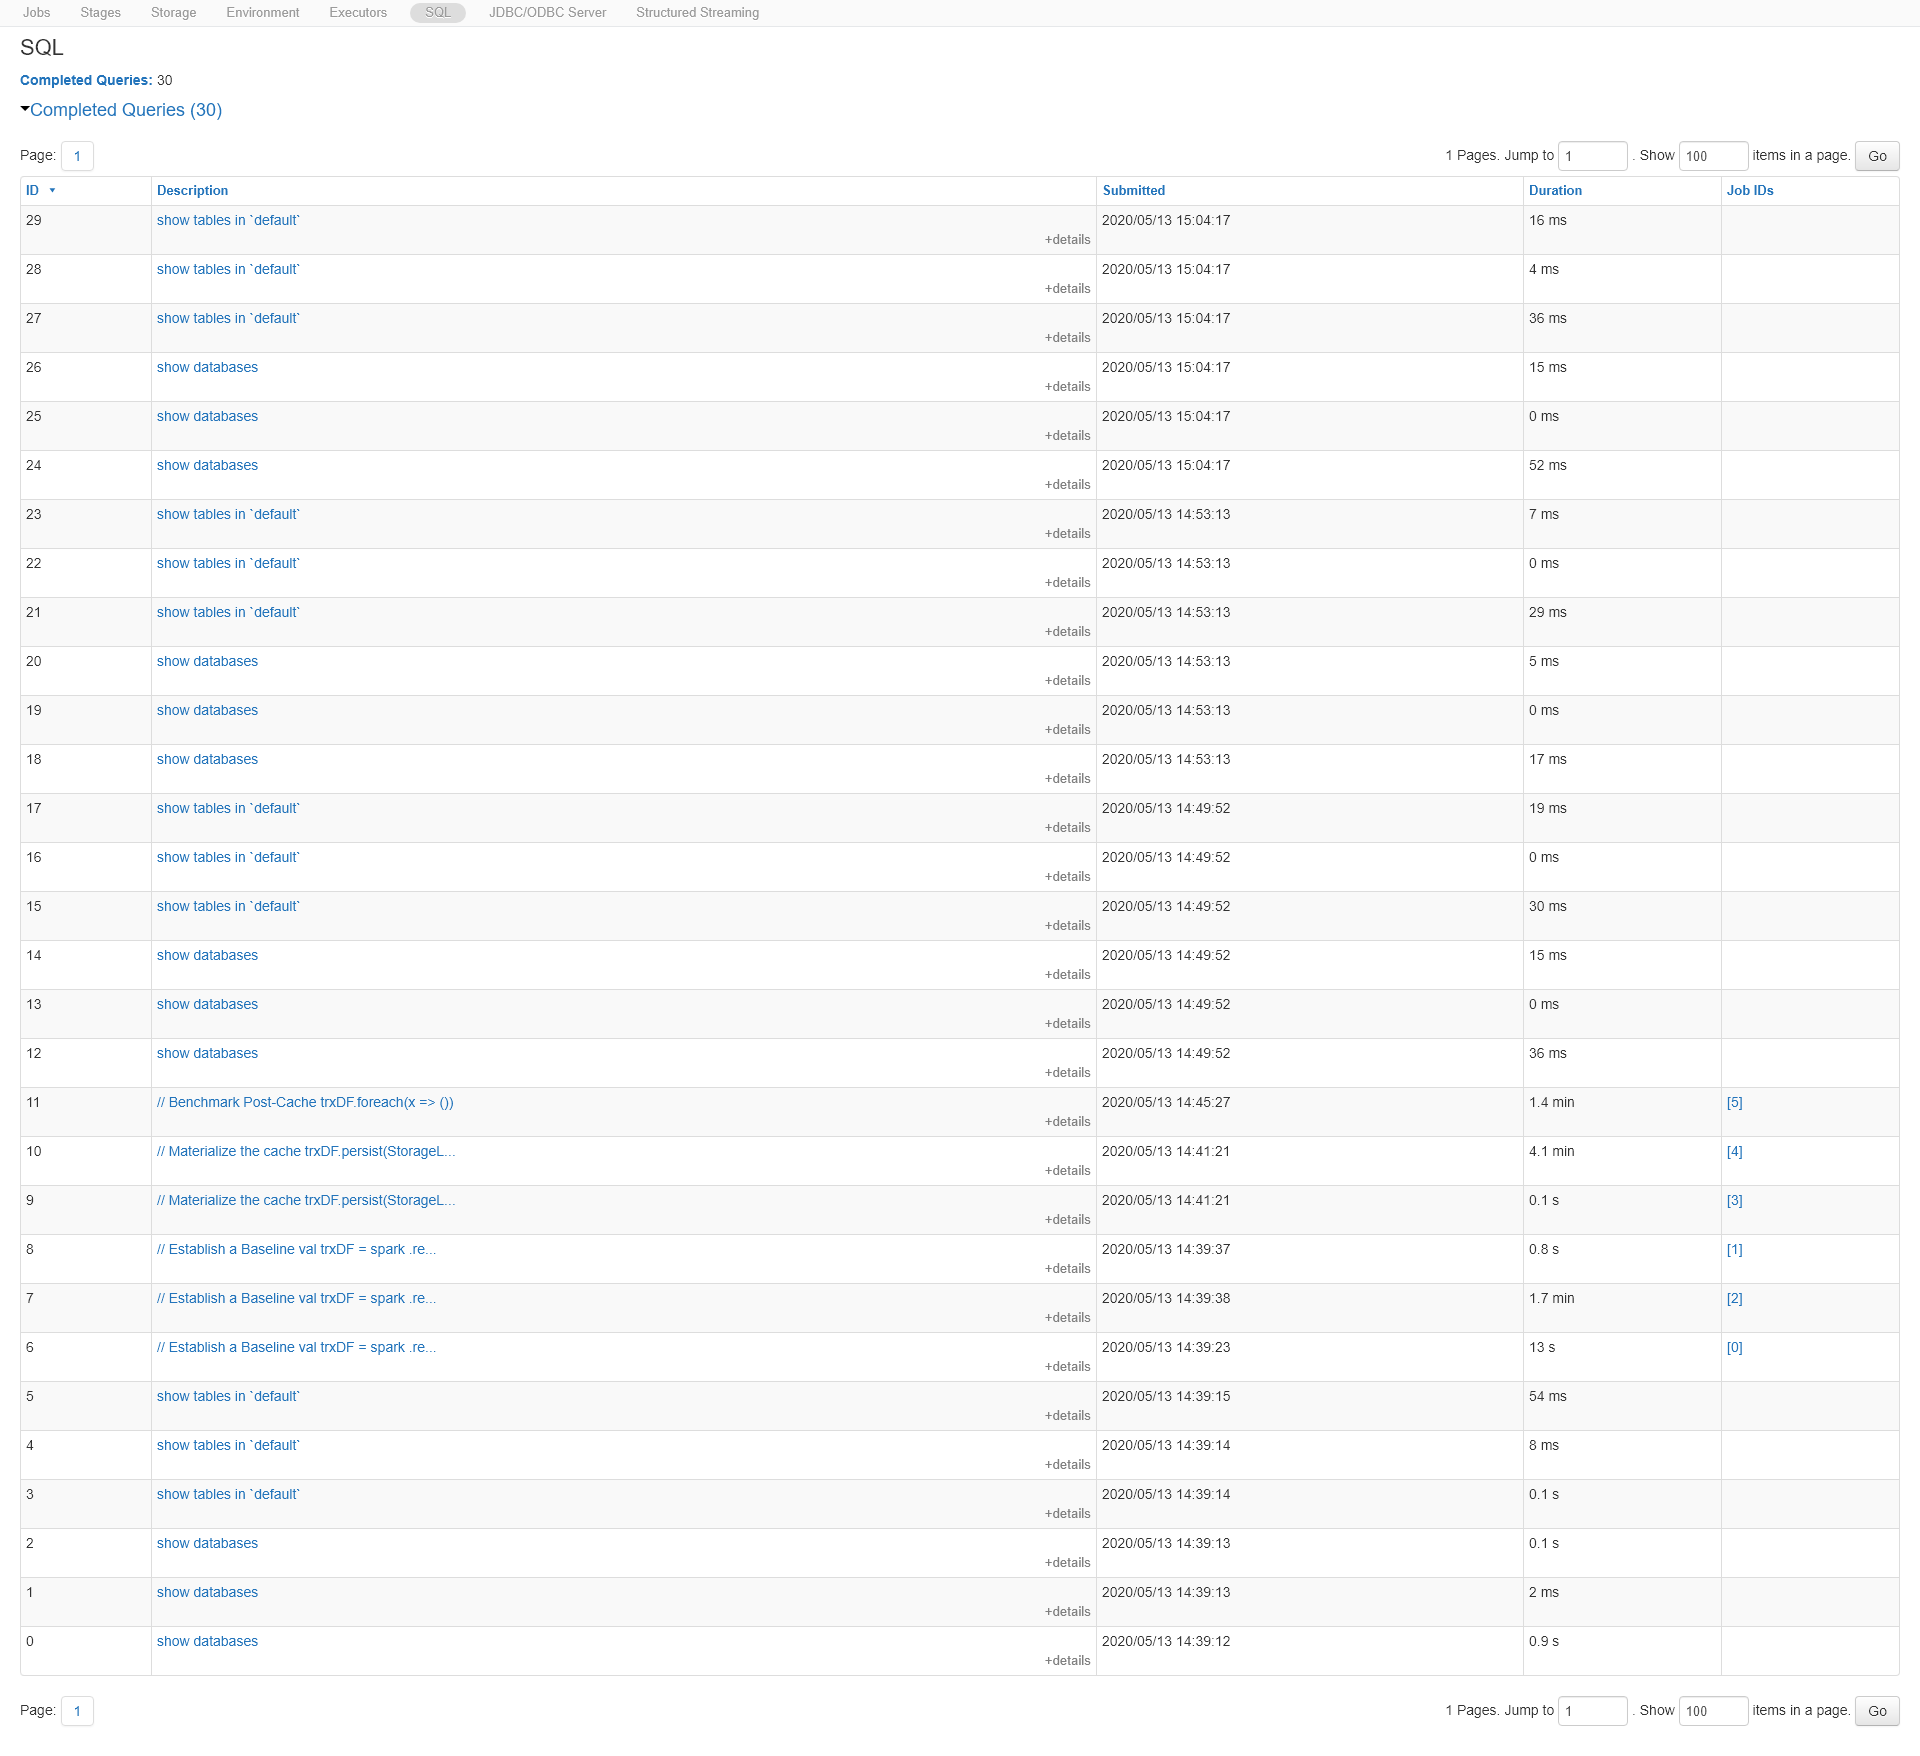 Jobs Stages Storage Environment Executors SQL JDBC/ODBC Server Structured Streaming
SQL
Completed Queries: 30
Completed Queries (30)
Page: 1 1 Pages. Jump to 1 . Show 100 items in a page. Go
ID Description Submitted Duration Job IDs
29 show tables in `default` 2020/05/13 15:04:17 16 ms
+details
28 show tables in `default` 2020/05/13 15:04:17 4 ms
+details
27 show tables in `default` 2020/05/13 15:04:17 36 ms
+details
26 show databases 2020/05/13 15:04:17 15 ms
+details
25 show databases 2020/05/13 15:04:17 0 ms
+details
24 show databases 2020/05/13 15:04:17 52 ms
+details
23 show tables in `default` 2020/05/13 14:53:13 7 ms
+details
22 show tables in `default` 2020/05/13 14:53:13 0 ms
+details
21 show tables in `default` 2020/05/13 14:53:13 29 ms
+details
20 show databases 2020/05/13 14:53:13 5 ms
+details
19 show databases 2020/05/13 14:53:13 0 ms
+details
18 show databases 2020/05/13 14:53:13 17 ms
+details
17 show tables in `default` 2020/05/13 14:49:52 19 ms
+details
16 show tables in `default` 2020/05/13 14:49:52 0 ms
+details
15 show tables in `default` 2020/05/13 14:49:52 30 ms
+details
14 show databases 2020/05/13 14:49:52 15 ms
+details
13 show databases 2020/05/13 14:49:52 0 ms
+details
12 show databases 2020/05/13 14:49:52 36 ms
+details
11 // Benchmark Post-Cache trxDF.foreach(x => ()) 2020/05/13 14:45:27 1.4 min [5]
+details
10 // Materialize the cache trxDF.persist(StorageL... 2020/05/13 14:41:21 4.1 min [4]
+details
9 // Materialize the cache trxDF.persist(StorageL... 2020/05/13 14:41:21 0.1 s [3]
+details
8 // Establish a Baseline val trxDF = spark .re... 2020/05/13 14:39:37 0.8 s [1]
+details
7 // Establish a Baseline val trxDF = spark .re... 2020/05/13 14:39:38 1.7 min [2]
+details
6 // Establish a Baseline val trxDF = spark .re... 2020/05/13 14:39:23 13 s [0]
+details
5 show tables in `default` 2020/05/13 14:39:15 54 ms
+details
4 show tables in `default` 2020/05/13 14:39:14 8 ms
+details
3 show tables in `default` 2020/05/13 14:39:14 0.1 s
+details
2 show databases 2020/05/13 14:39:13 0.1 s
+details
1 show databases 2020/05/13 14:39:13 2 ms
+details
0 show databases 2020/05/13 14:39:12 0.9 s
+details
Page: 1 1 Pages. Jump to 1 . Show 100 items in a page. Go